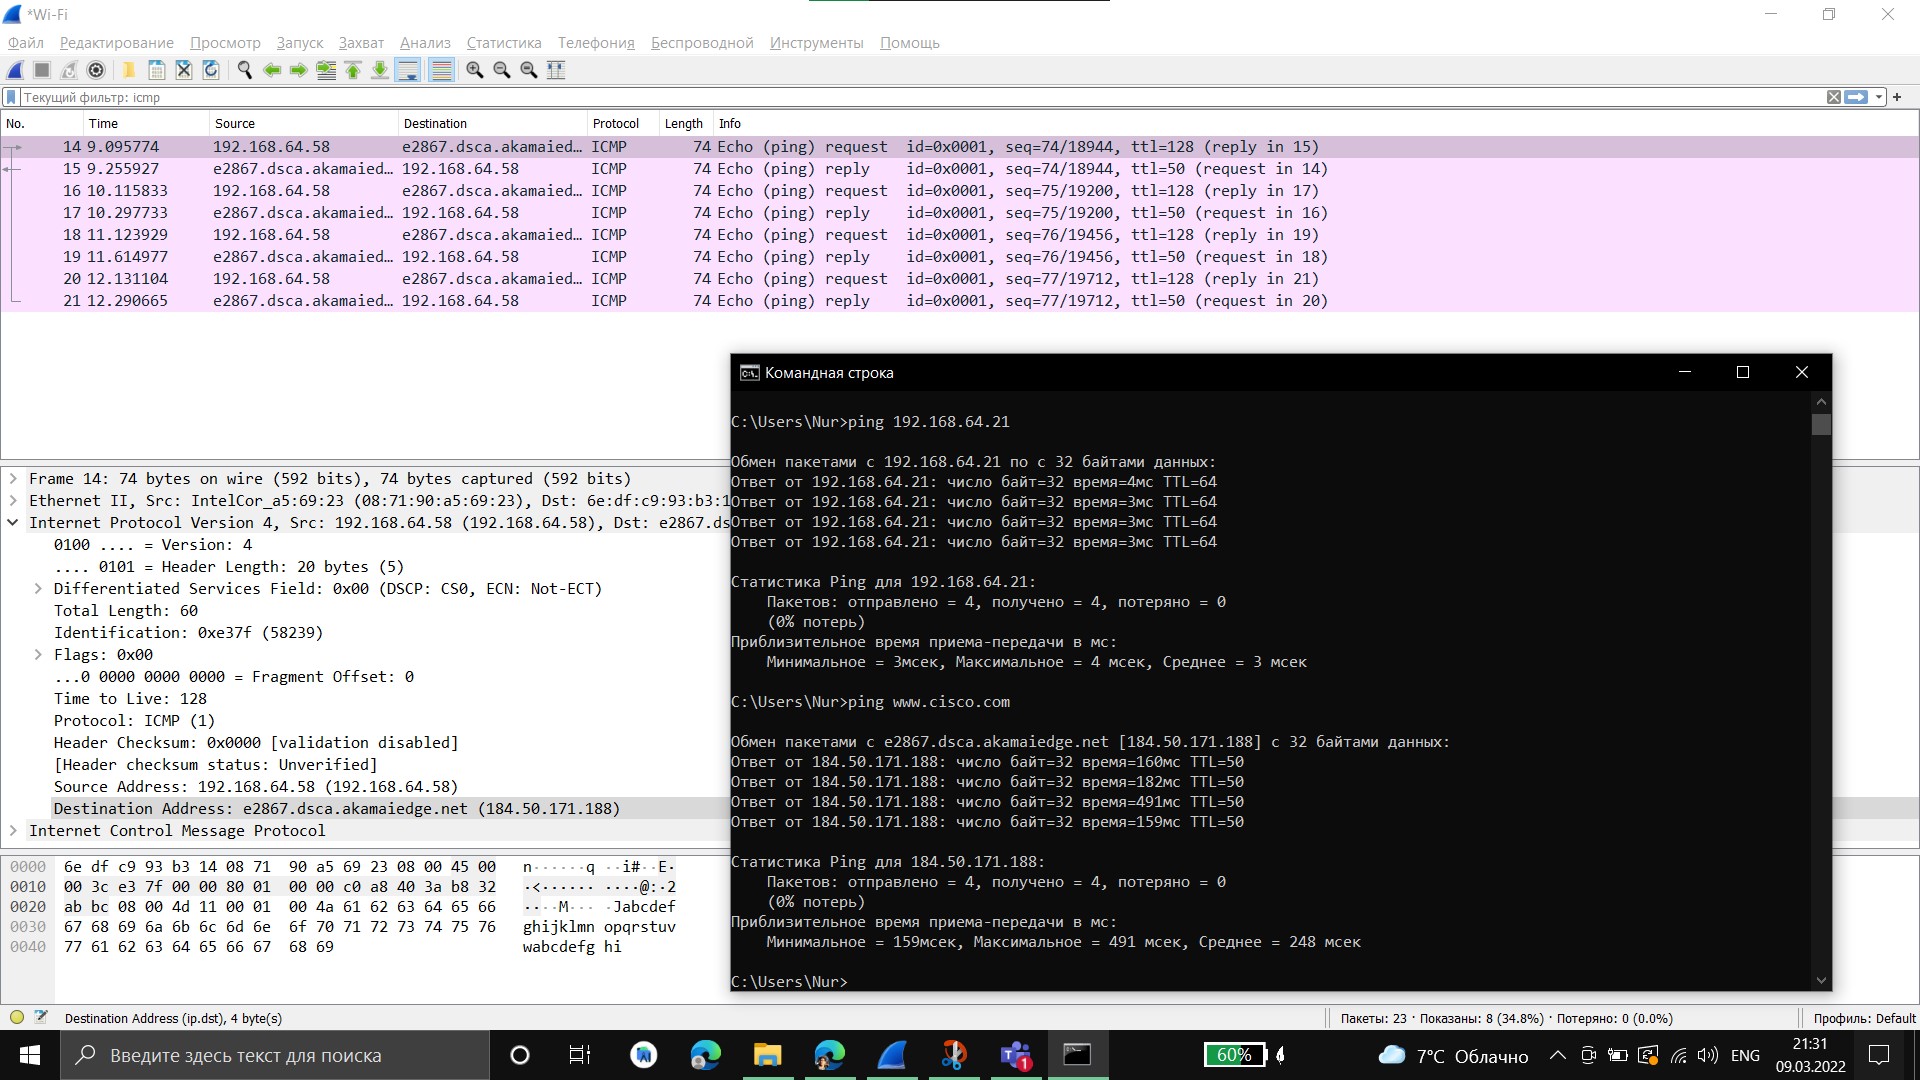 *Wi-Fi
Файл Редактирование Просмотр Запуск Захват Анализ Статистика Телефония Беспроводной Инструменты Помощь
Текущий фильтр: icmp
No. Time Source Destination Protocol Length Info
14 9.095774 192.168.64.58 e2867.dsca.akamaied… ICMP 74 Echo (ping) request id=0x0001, seq=74/18944, ttl=128 (reply in 15)
15 9.255927 e2867.dsca.akamaied… 192.168.64.58 ICMP 74 Echo (ping) reply id=0x0001, seq=74/18944, ttl=50 (request in 14)
16 10.115833 192.168.64.58 e2867.dsca.akamaied… ICMP 74 Echo (ping) request id=0x0001, seq=75/19200, ttl=128 (reply in 17)
17 10.297733 e2867.dsca.akamaied… 192.168.64.58 ICMP 74 Echo (ping) reply id=0x0001, seq=75/19200, ttl=50 (request in 16)
18 11.123929 192.168.64.58 e2867.dsca.akamaied… ICMP 74 Echo (ping) request id=0x0001, seq=76/19456, ttl=128 (reply in 19)
19 11.614977 e2867.dsca.akamaied… 192.168.64.58 ICMP 74 Echo (ping) reply id=0x0001, seq=76/19456, ttl=50 (request in 18)
20 12.131104 192.168.64.58 e2867.dsca.akamaied… ICMP 74 Echo (ping) request id=0x0001, seq=77/19712, ttl=128 (reply in 21)
21 12.290665 e2867.dsca.akamaied… 192.168.64.58 ICMP 74 Echo (ping) reply id=0x0001, seq=77/19712, ttl=50 (request in 20)
Frame 14: 74 bytes on wire (592 bits), 74 bytes captured (592 bits)
Ethernet II, Src: IntelCor_a5:69:23 (08:71:90:a5:69:23), Dst: 6e:df:c9:93:b3:1
Internet Protocol Version 4, Src: 192.168.64.58 (192.168.64.58), Dst: e2867.ds
0100 .... = Version: 4
.... 0101 = Header Length: 20 bytes (5)
Differentiated Services Field: 0x00 (DSCP: CS0, ECN: Not-ECT)
Total Length: 60
Identification: 0xe37f (58239)
Flags: 0x00
...0 0000 0000 0000 = Fragment Offset: 0
Time to Live: 128
Protocol: ICMP (1)
Header Checksum: 0x0000 [validation disabled]
[Header checksum status: Unverified]
Source Address: 192.168.64.58 (192.168.64.58)
Destination Address: e2867.dsca.akamaiedge.net (184.50.171.188)
Internet Control Message Protocol
0000 6e df c9 93 b3 14 08 71 90 a5 69 23 08 00 45 00 n······q ··i#··E·
0010 00 3c e3 7f 00 00 80 01 00 00 c0 a8 40 3a b8 32 ·<······ ····@:·2
0020 ab bc 08 00 4d 11 00 01 00 4a 61 62 63 64 65 66 ····M··· ·Jabcdef
0030 67 68 69 6a 6b 6c 6d 6e 6f 70 71 72 73 74 75 76 ghijklmn opqrstuv
0040 77 61 62 63 64 65 66 67 68 69 wabcdefg hi
Командная строка
C:\Users\Nur>ping 192.168.64.21
Обмен пакетами с 192.168.64.21 по с 32 байтами данных:
Ответ от 192.168.64.21: число байт=32 время=4мс TTL=64
Ответ от 192.168.64.21: число байт=32 время=3мс TTL=64
Ответ от 192.168.64.21: число байт=32 время=3мс TTL=64
Ответ от 192.168.64.21: число байт=32 время=3мс TTL=64
Статистика Ping для 192.168.64.21:
Пакетов: отправлено = 4, получено = 4, потеряно = 0
(0% потерь)
Приблизительное время приема-передачи в мс:
Минимальное = 3мсек, Максимальное = 4 мсек, Среднее = 3 мсек
C:\Users\Nur>ping www.cisco.com
Обмен пакетами с e2867.dsca.akamaiedge.net [184.50.171.188] с 32 байтами данных:
Ответ от 184.50.171.188: число байт=32 время=160мс TTL=50
Ответ от 184.50.171.188: число байт=32 время=182мс TTL=50
Ответ от 184.50.171.188: число байт=32 время=491мс TTL=50
Ответ от 184.50.171.188: число байт=32 время=159мс TTL=50
Статистика Ping для 184.50.171.188:
Пакетов: отправлено = 4, получено = 4, потеряно = 0
(0% потерь)
Приблизительное время приема-передачи в мс:
Минимальное = 159мсек, Максимальное = 491 мсек, Среднее = 248 мсек
C:\Users\Nur>
Destination Address (ip.dst), 4 byte(s)
Пакеты: 23 · Показаны: 8 (34.8%) · Потеряно: 0 (0.0%)
Профиль: Default
Введите здесь текст для поиска
1
60%
7°C Облачно
ENG
21:31
09.03.2022